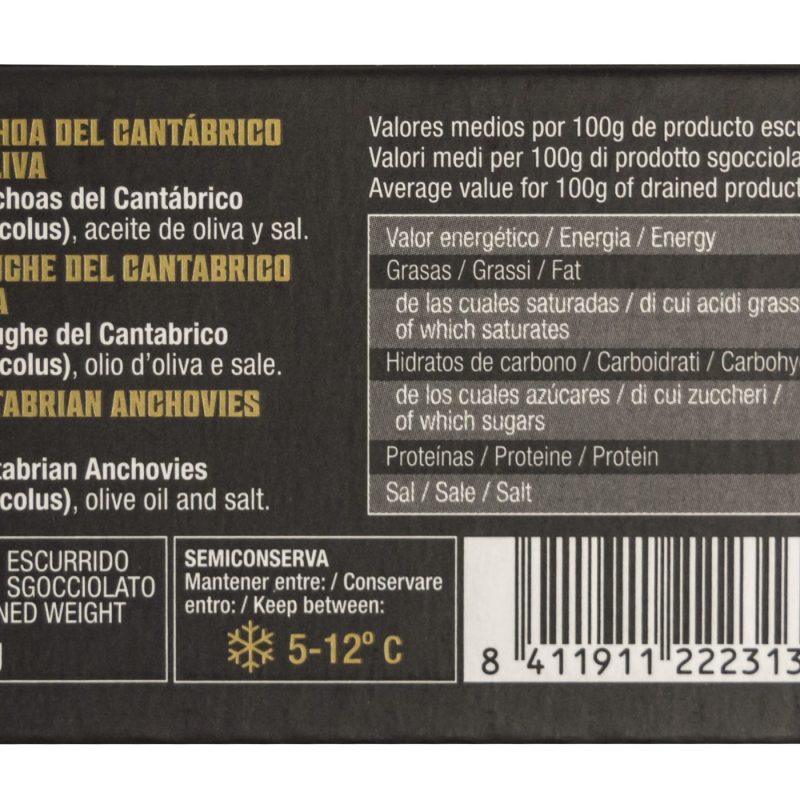 HOA DEL CANTÁBRICO
LIVA
choas del Cantábrico
colus), aceite de oliva y sal.
UGHE DEL CANTABRICO
A
ughe del Cantabrico
colus), olio d'oliva e sale.
TABRIAN ANCHOVIES
tabrian Anchovies
colus), olive oil and salt.
Valores medios por 100g de producto escu
Valori medi per 100g di prodotto sgocciola
Average value for 100g of drained product
Valor energético / Energia / Energy
Grasas / Grassi / Fat
de las cuales saturadas / di cui acidi grass
of which saturates
Hidratos de carbono / Carboidrati / Carbohy
de los cuales azúcares / di cui zuccheri /
of which sugars
Proteínas / Proteine / Protein
Sal / Sale / Salt
ESCURRIDO
SGOCCIOLATO
NED WEIGHT
g
SEMICONSERVA
Mantener entre: / Conservare
entro: / Keep between:
5-12º C
8 411911 222313